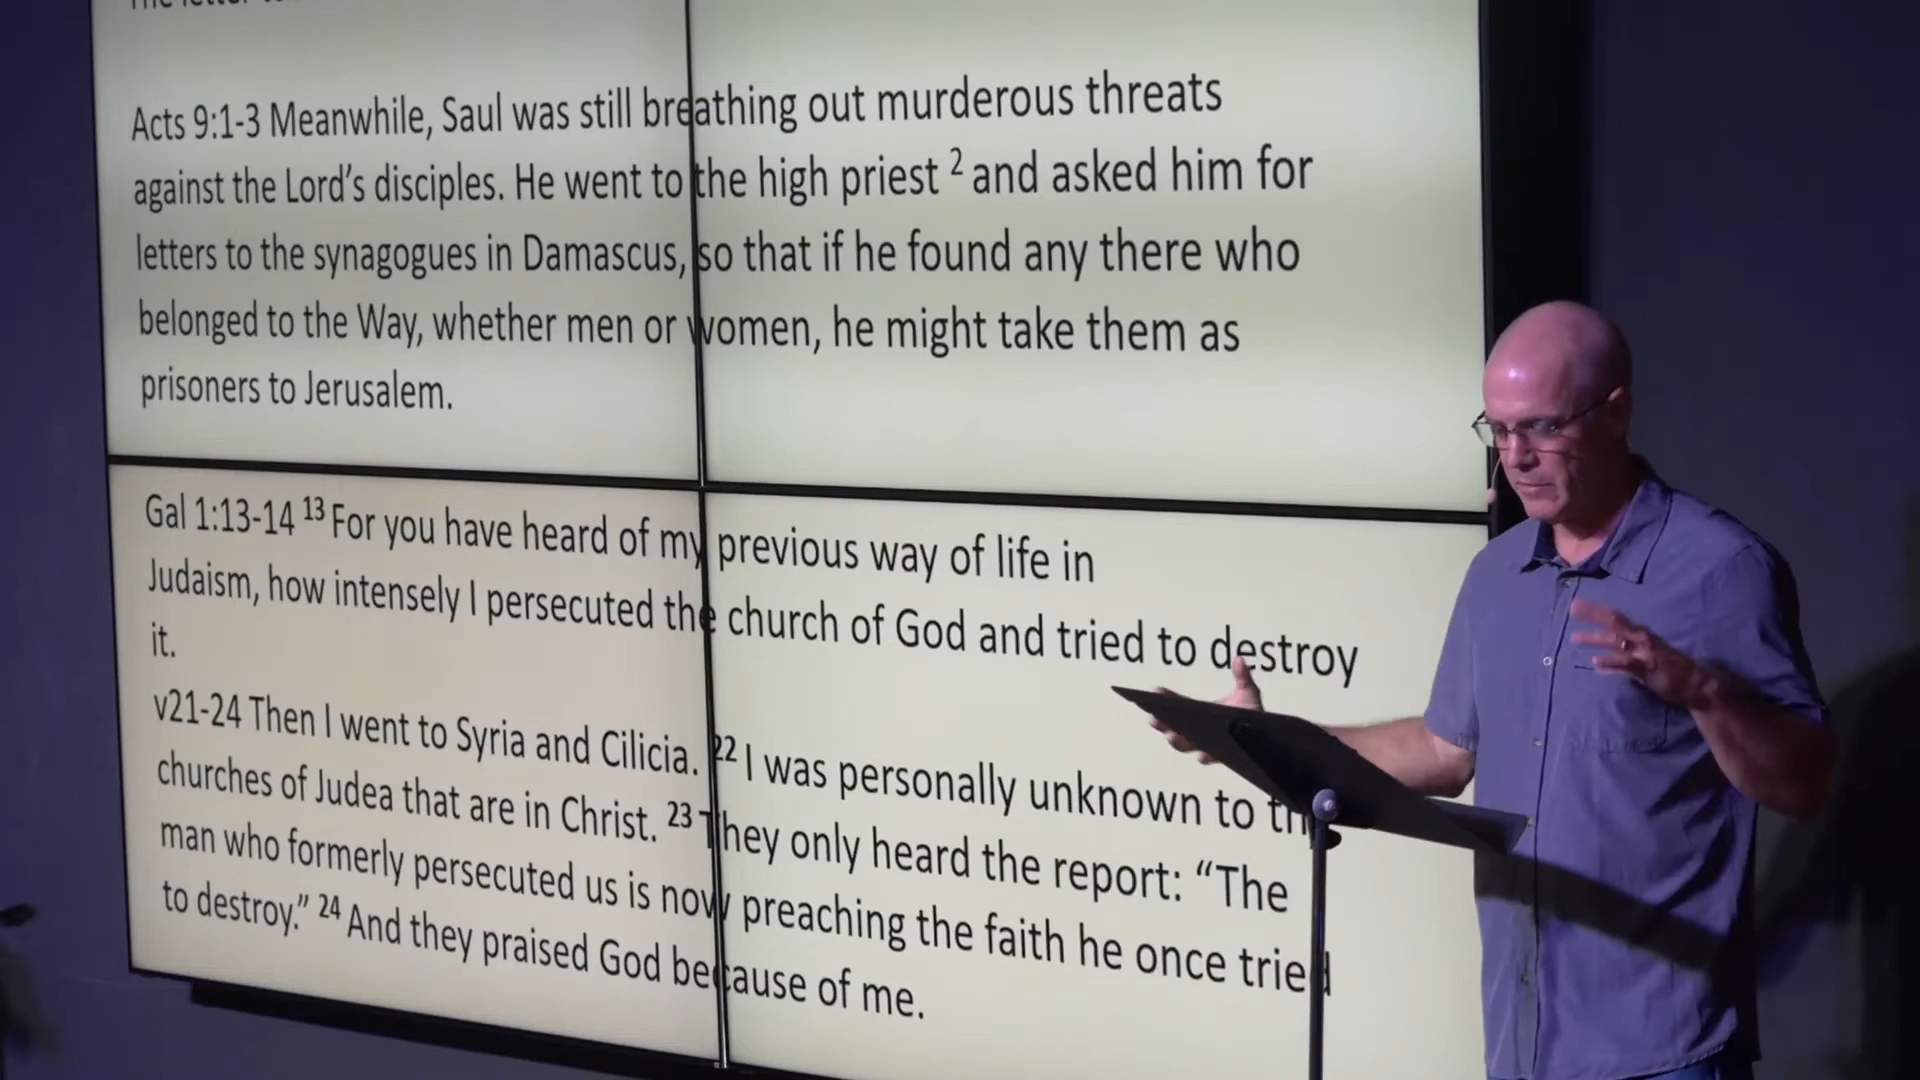 The letter
Acts 9:1-3 Meanwhile, Saul was still breathing out murderous threats
against the Lord’s disciples. He went to the high priest 2 and asked him for
letters to the synagogues in Damascus, so that if he found any there who
belonged to the Way, whether men or women, he might take them as
prisoners to Jerusalem.
Gal 1:13-14 13 For you have heard of my previous way of life in
Judaism, how intensely I persecuted the church of God and tried to destroy
it.
v21-24 Then I went to Syria and Cilicia. 22 I was personally unknown to the
churches of Judea that are in Christ. 23 They only heard the report: “The
man who formerly persecuted us is now preaching the faith he once tried
to destroy.” 24 And they praised God because of me.